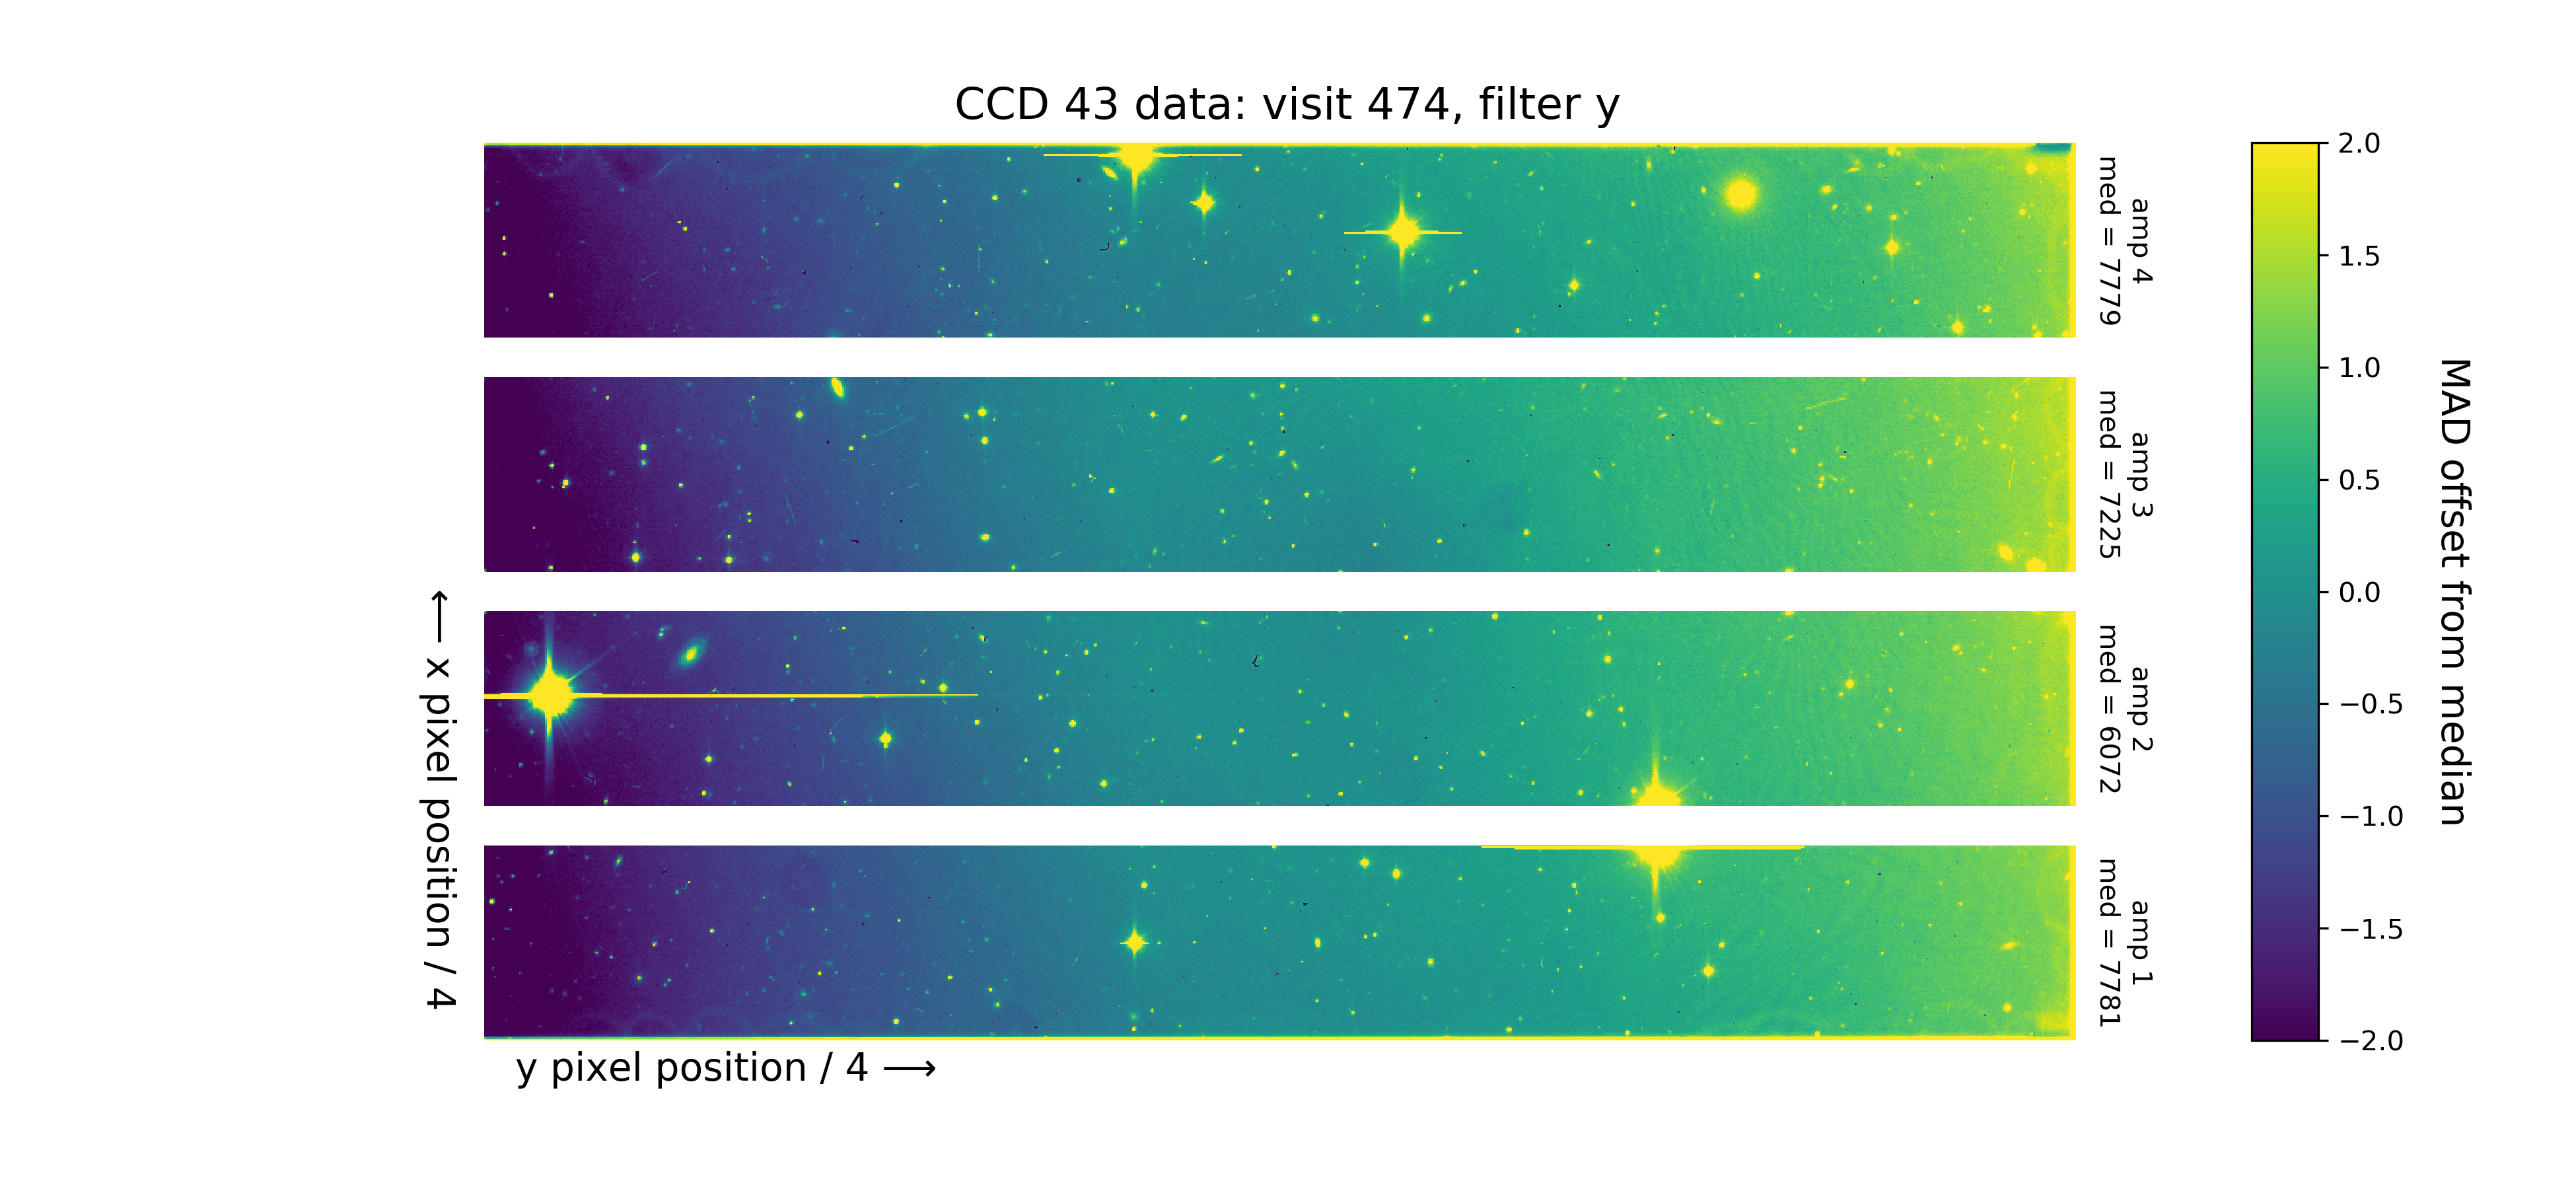 CCD 43 data: visit 474, filter y
amp 4
med = 7779
amp 3
med = 7225
amp 2
med = 6072
amp 1
med = 7781
⟵ x pixel position / 4
y pixel position / 4 ⟶
2.0
1.5
1.0
0.5
0.0
−0.5
−1.0
−1.5
−2.0
MAD offset from median